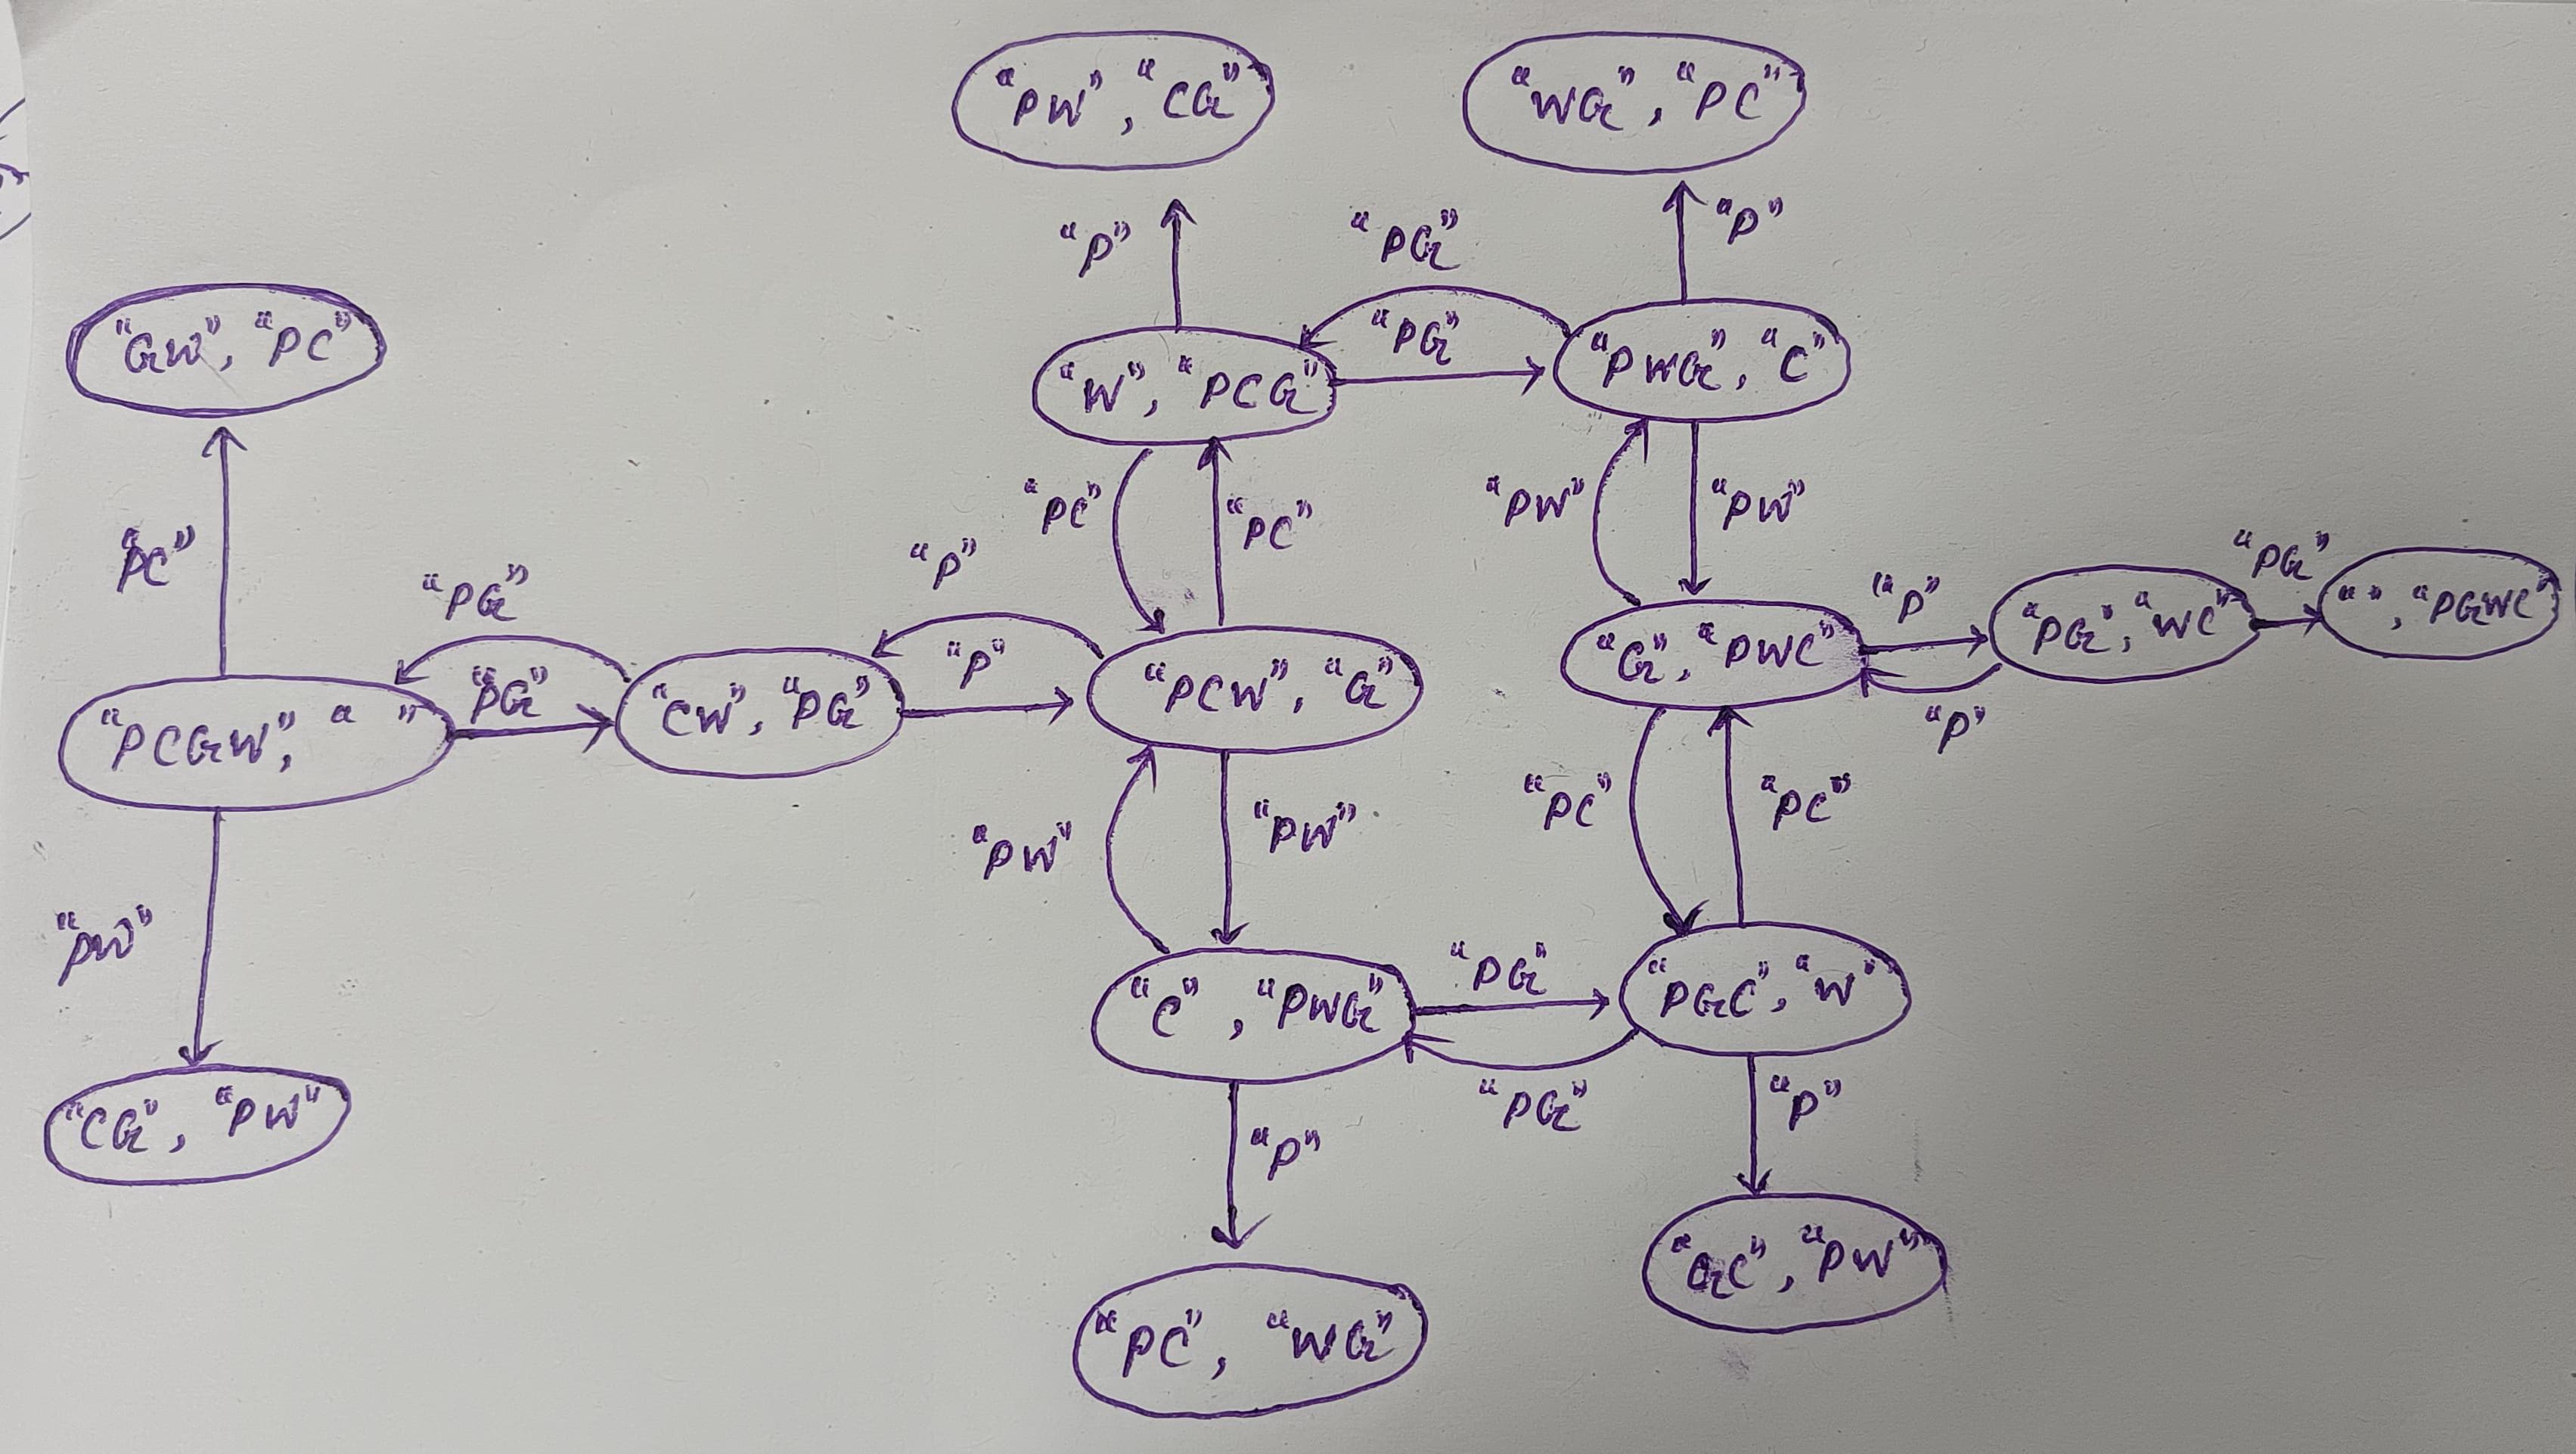 “PW”, “CG”
“WG”, “PC”
“P”
“P”
“PG”
“PG”
“GW”, “PC”
“W”, “PCG”
“PWG”, “C”
“PC”
“PC”
“PC”
“PW”
“PW”
“PG”
“PG”
“P”
“P”
“P”
“PG”
“PCGW”, “ ”
“CW”, “PG”
“PCW”, “G”
“G”, “PWC”
“PG”, “WC”
“”, “PGWC”
“P”
“PW”
“PW”
“PW”
“PC”
“PC”
“C”, “PWG”
“PG”
“PGC”, “W”
“PG”
“CG”, “PW”
“P”
“P”
“PC”, “WG”
“GC”, “PW”